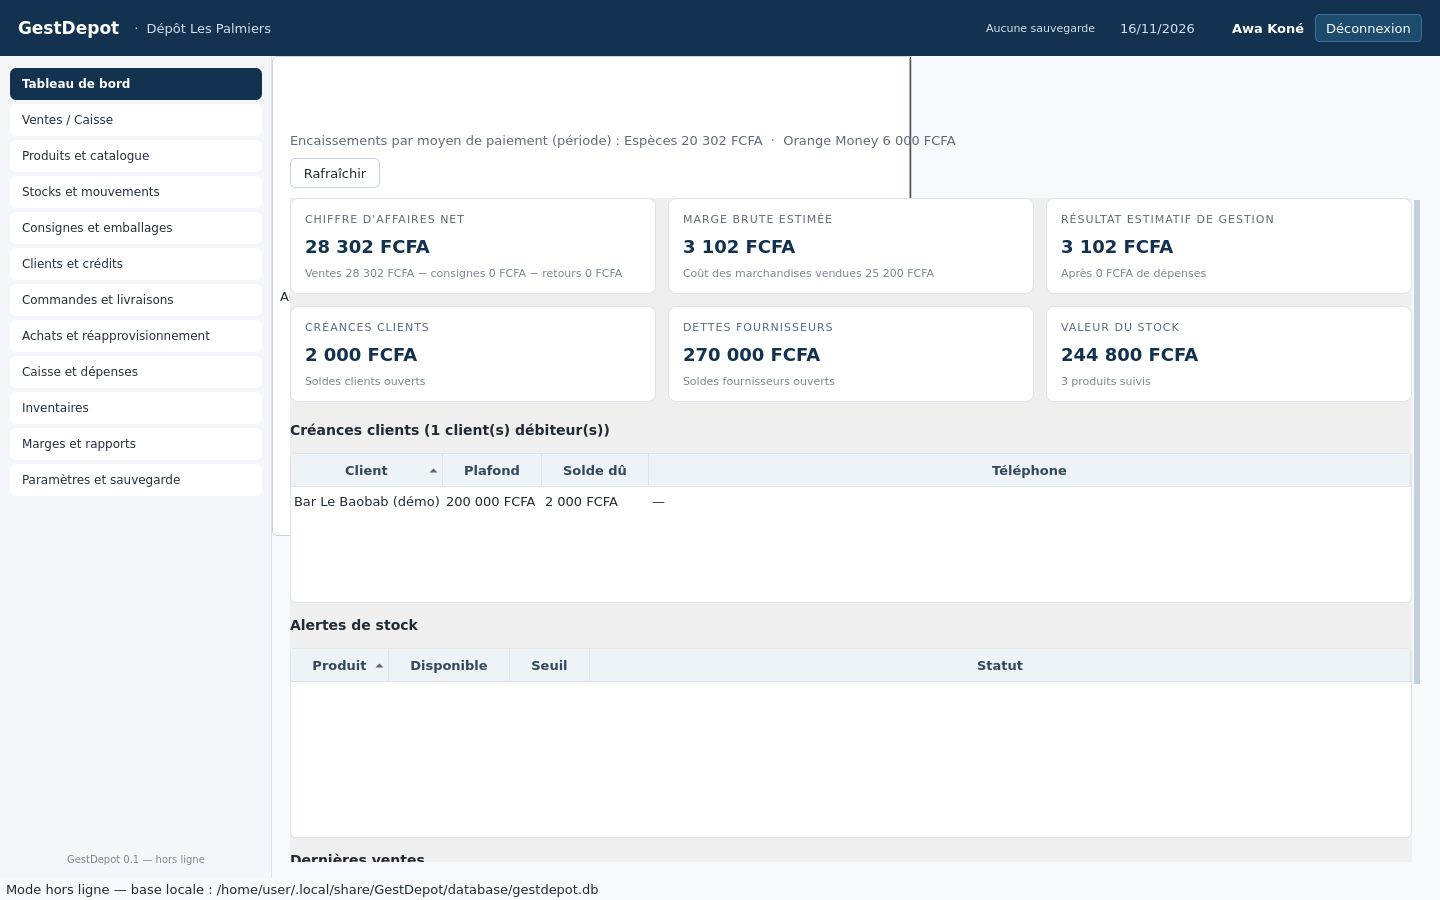 GestDepot · Dépôt Les Palmiers
Aucune sauvegarde 16/11/2026 Awa Koné Déconnexion
Tableau de bord
Ventes / Caisse
Produits et catalogue
Stocks et mouvements
Consignes et emballages
Clients et crédits
Commandes et livraisons
Achats et réapprovisionnement
Caisse et dépenses
Inventaires
Marges et rapports
Paramètres et sauvegarde
GestDepot 0.1 — hors ligne
Encaissements par moyen de paiement (période) : Espèces 20 302 FCFA · Orange Money 6 000 FCFA
Rafraîchir
A
CHIFFRE D'AFFAIRES NET
28 302 FCFA
Ventes 28 302 FCFA − consignes 0 FCFA − retours 0 FCFA
MARGE BRUTE ESTIMÉE
3 102 FCFA
Coût des marchandises vendues 25 200 FCFA
RÉSULTAT ESTIMATIF DE GESTION
3 102 FCFA
Après 0 FCFA de dépenses
CRÉANCES CLIENTS
2 000 FCFA
Soldes clients ouverts
DETTES FOURNISSEURS
270 000 FCFA
Soldes fournisseurs ouverts
VALEUR DU STOCK
244 800 FCFA
3 produits suivis
Créances clients (1 client(s) débiteur(s))
Client Plafond Solde dû Téléphone
Bar Le Baobab (démo) 200 000 FCFA 2 000 FCFA —
Alertes de stock
Produit Disponible Seuil Statut
Dernières ventes
Mode hors ligne — base locale : /home/user/.local/share/GestDepot/database/gestdepot.db